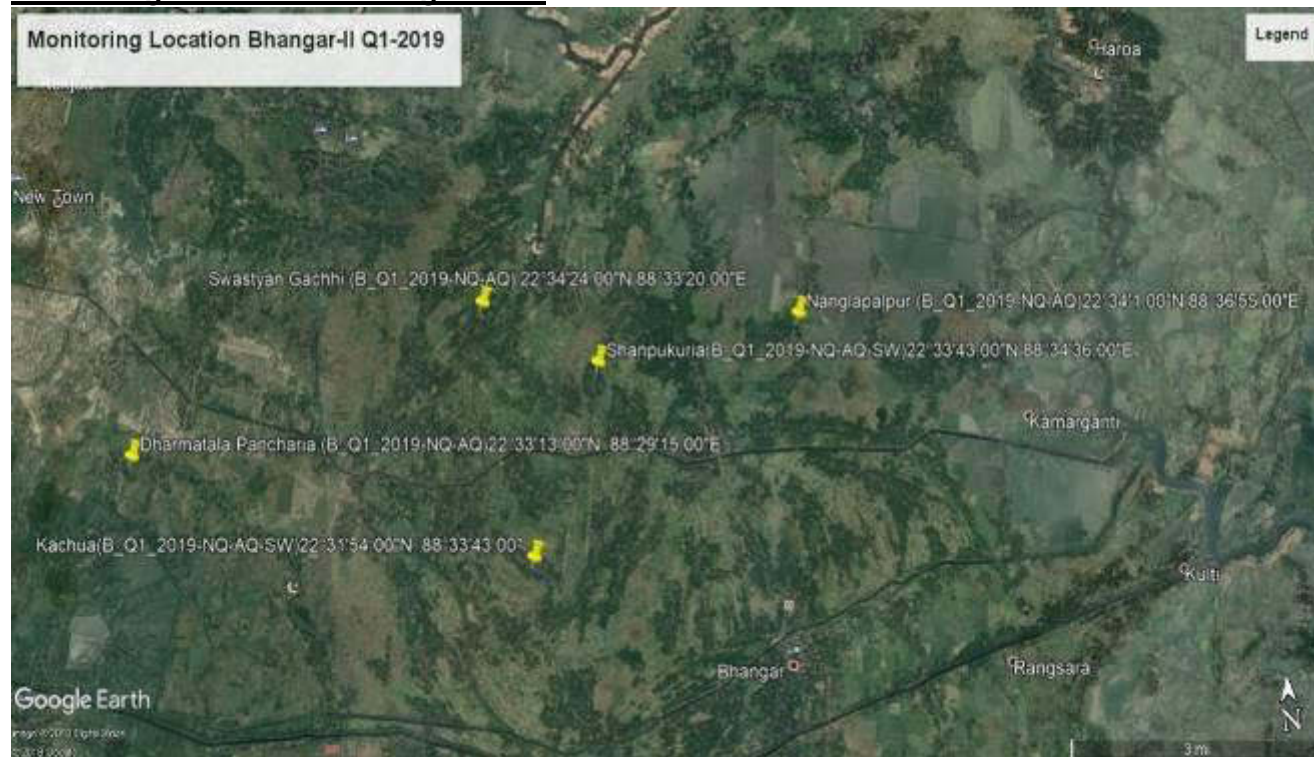 Monitoring Location Bhangar-II Q1-2019
Legend
Haroa
New Town
Swastyan Gachhi (B_Q1_2019-NQ-AQ) 22°34'24.00"N 88°33'20.00"E
Nanglapalpur (B_Q1_2019-NQ-AQ)22°34'1.00"N 88°36'55.00"E
Shanpukuria(B_Q1_2019-NQ-AQ-SW)22°33'43.00"N 88°34'36.00"E
Kamarganti
Dharmatala Pancharia (B_Q1_2019-NQ-AQ)22°33'13.00"N 88°29'15.00"E
Kachua(B_Q1_2019-NQ-AQ-SW)22°31'54.00"N 88°33'43.00"
Kulti
Bhangar
Rangsara
Google Earth
N
3 mi